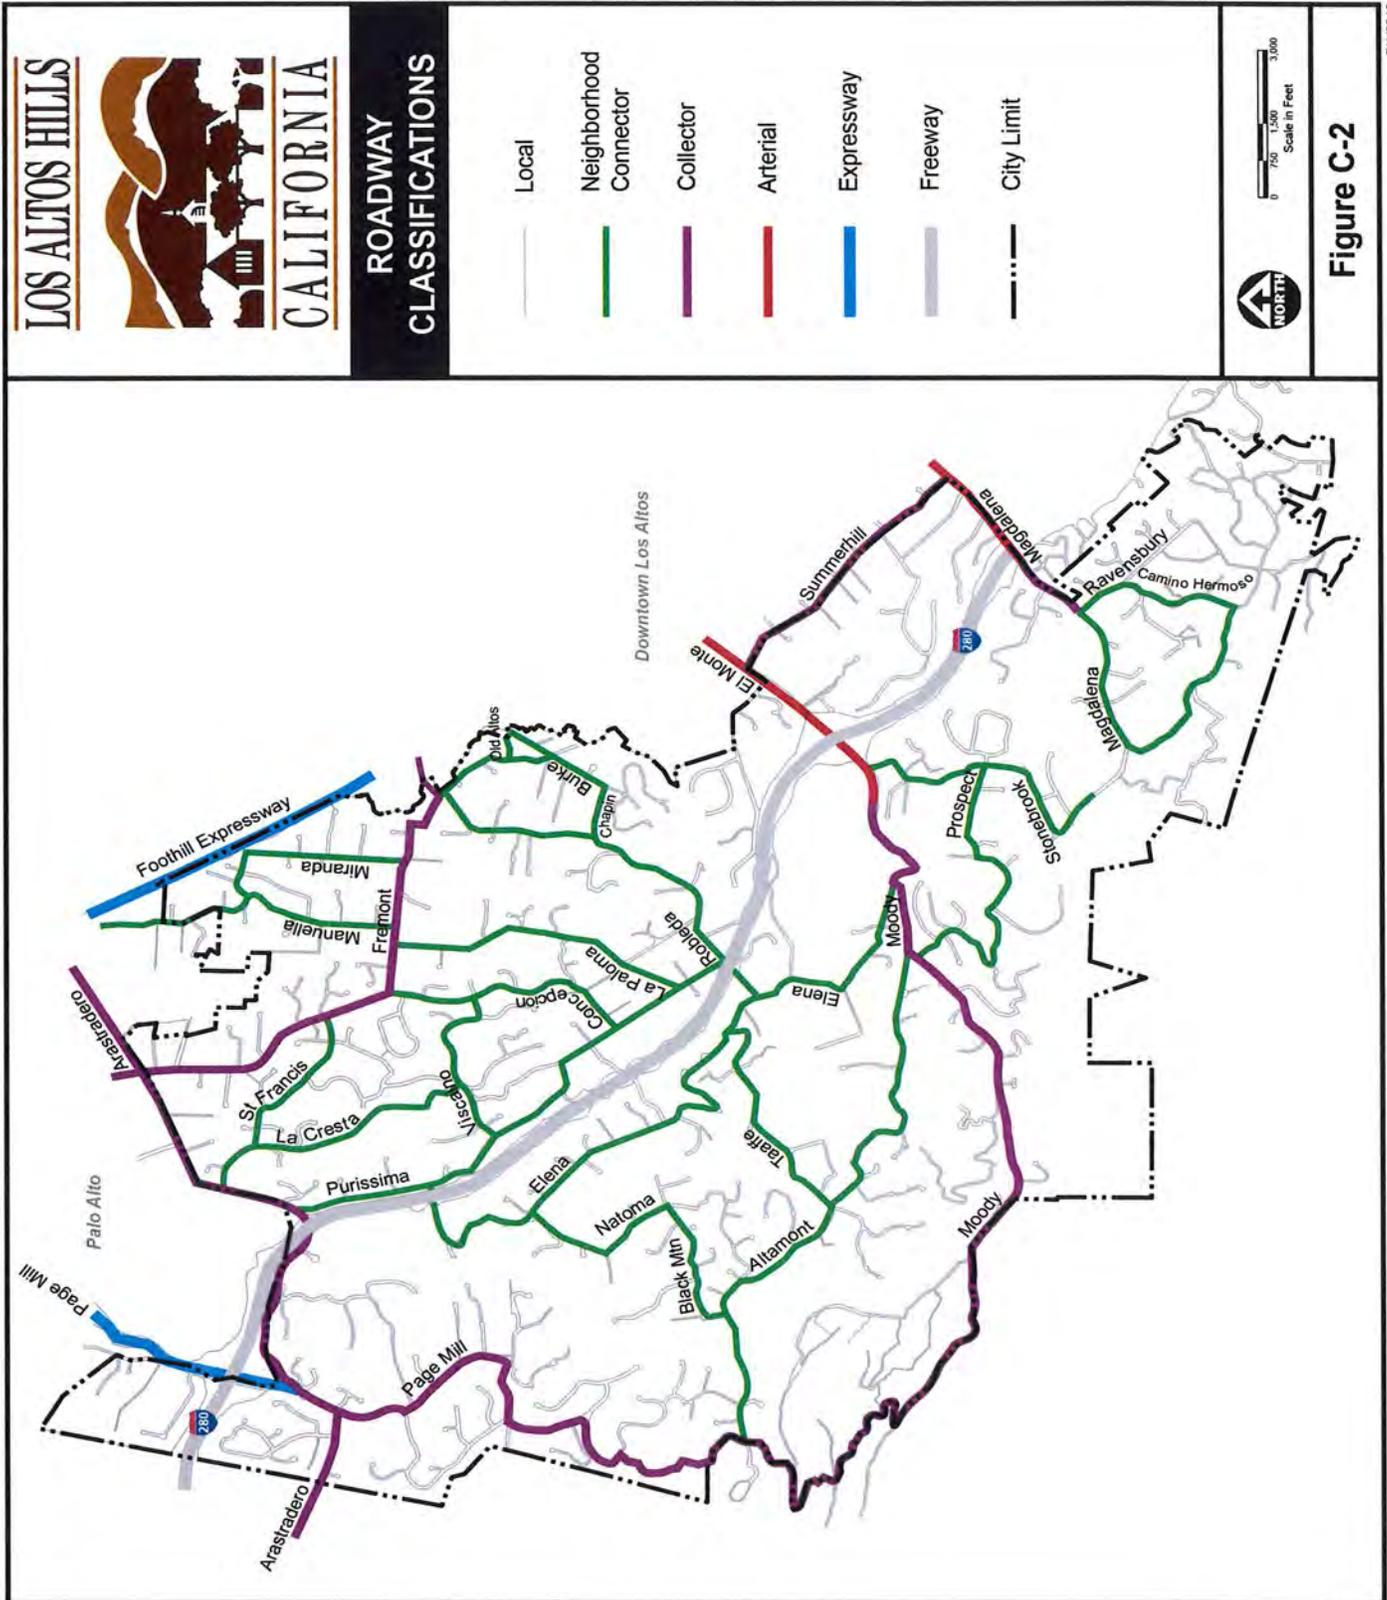 LOS ALTOS HILLS
CALIFORNIA
ROADWAY
CLASSIFICATIONS
Local
Neighborhood
Connector
Collector
Arterial
Expressway
Freeway
City Limit
NORTH
0 750 1,500 3,000
Scale in Feet
Figure C-2
Page Mill
Palo Alto
Arastradero
Foothill Expressway
Downtown Los Altos
Miranda
Manuella
Fremont
Old Altos
Burke
Chapin
El Monte
Summerhill
Magdalena
Magdalena
Ravensbury
Camino Hermoso
Magdalena
280
St. Francis
La Cresta
Viscaino
Concepcion
La Paloma
Robleda
Purissima
Elena
Elena
Moody
Prospect
Stonebrook
Natoma
Taaffe
Black Mtn
Altamont
Page Mill
Moody
280
Arastradero